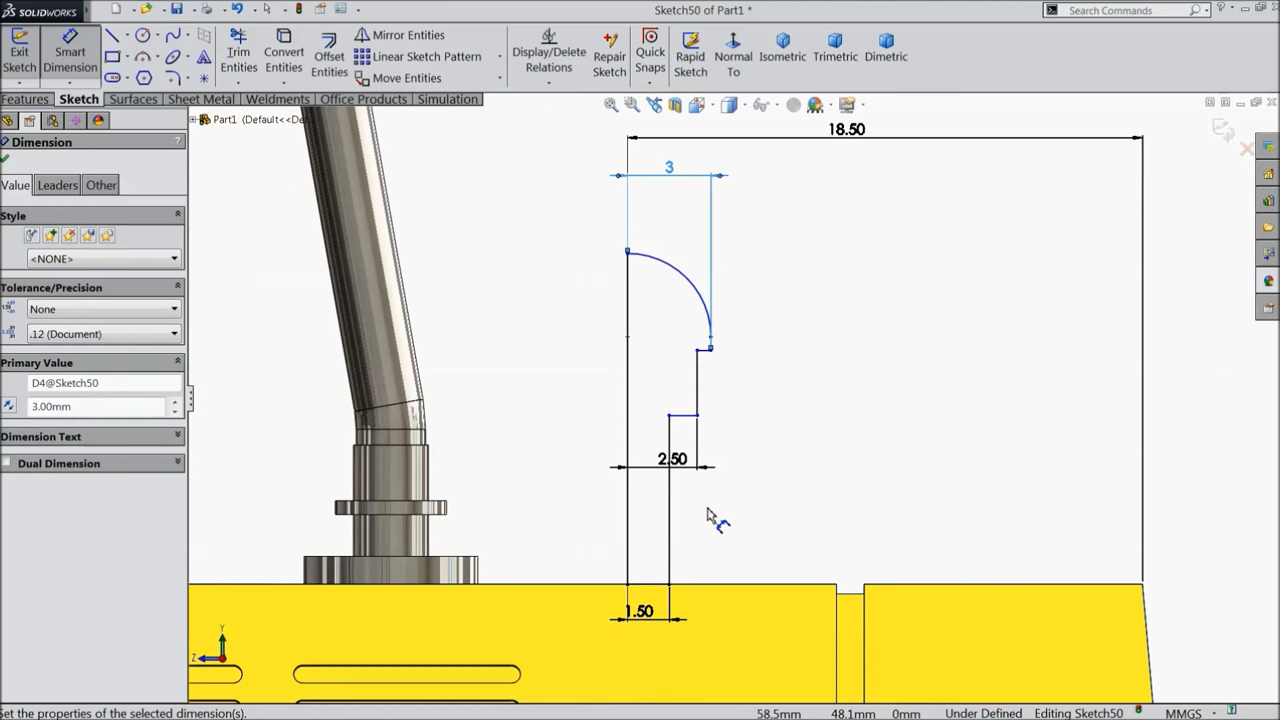 SOLIDWORKS
Sketch50 of Part1 *
Search Commands
Exit Sketch
Smart Dimension
Trim Entities
Convert Entities
Offset Entities
Mirror Entities
Linear Sketch Pattern
Move Entities
Display/Delete Relations
Repair Sketch
Quick Snaps
Rapid Sketch
Normal To
Isometric
Trimetric
Dimetric
Features
Sketch
Surfaces
Sheet Metal
Weldments
Office Products
Simulation
Part1 (Default<<De
Dimension
?
Value
Leaders
Other
Style
<NONE>
Tolerance/Precision
None
.12 (Document)
Primary Value
D4@Sketch50
3.00mm
Dimension Text
Dual Dimension
18.50
3
2.50
1.50
Y
Z
Set the properties of the selected dimension(s).
58.5mm
48.1mm
0mm
Under Defined
Editing Sketch50
MMGS